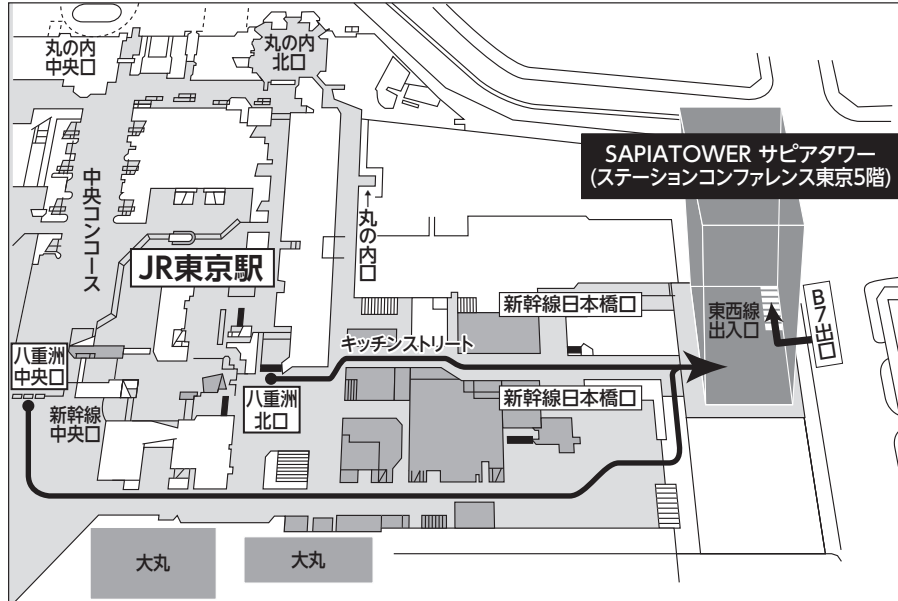 丸の内
中央口
丸の内
北口
SAPIATOWER サピアタワー
(ステーションコンファレンス東京5階)
中央コンコース
←丸の内口
JR東京駅
新幹線日本橋口
東西線
出入口
B7出口
キッチンストリート
八重洲
中央口
八重洲
北口
新幹線日本橋口
新幹線
中央口
大丸
大丸